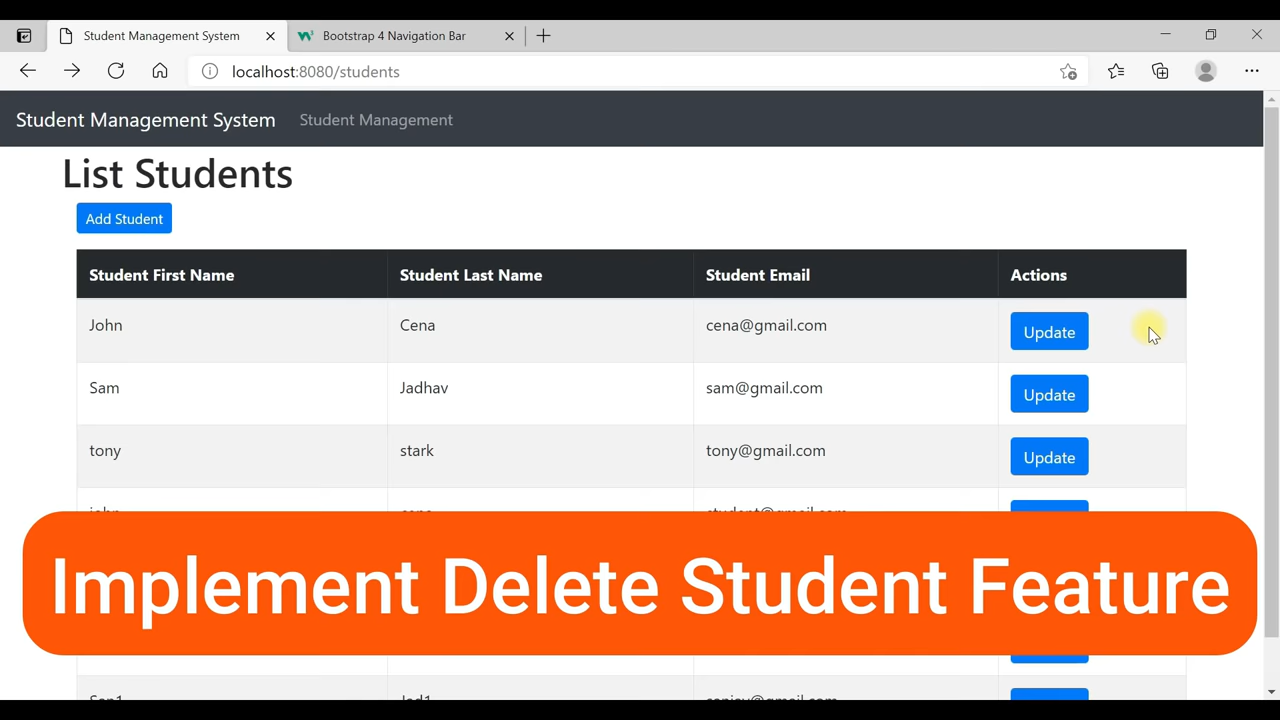 Student Management System
Bootstrap 4 Navigation Bar
localhost:8080/students
Student Management System Student Management
List Students
Add Student
Student First Name Student Last Name Student Email Actions
John Cena cena@gmail.com Update
Sam Jadhav sam@gmail.com Update
tony stark tony@gmail.com Update
Implement Delete Student Feature